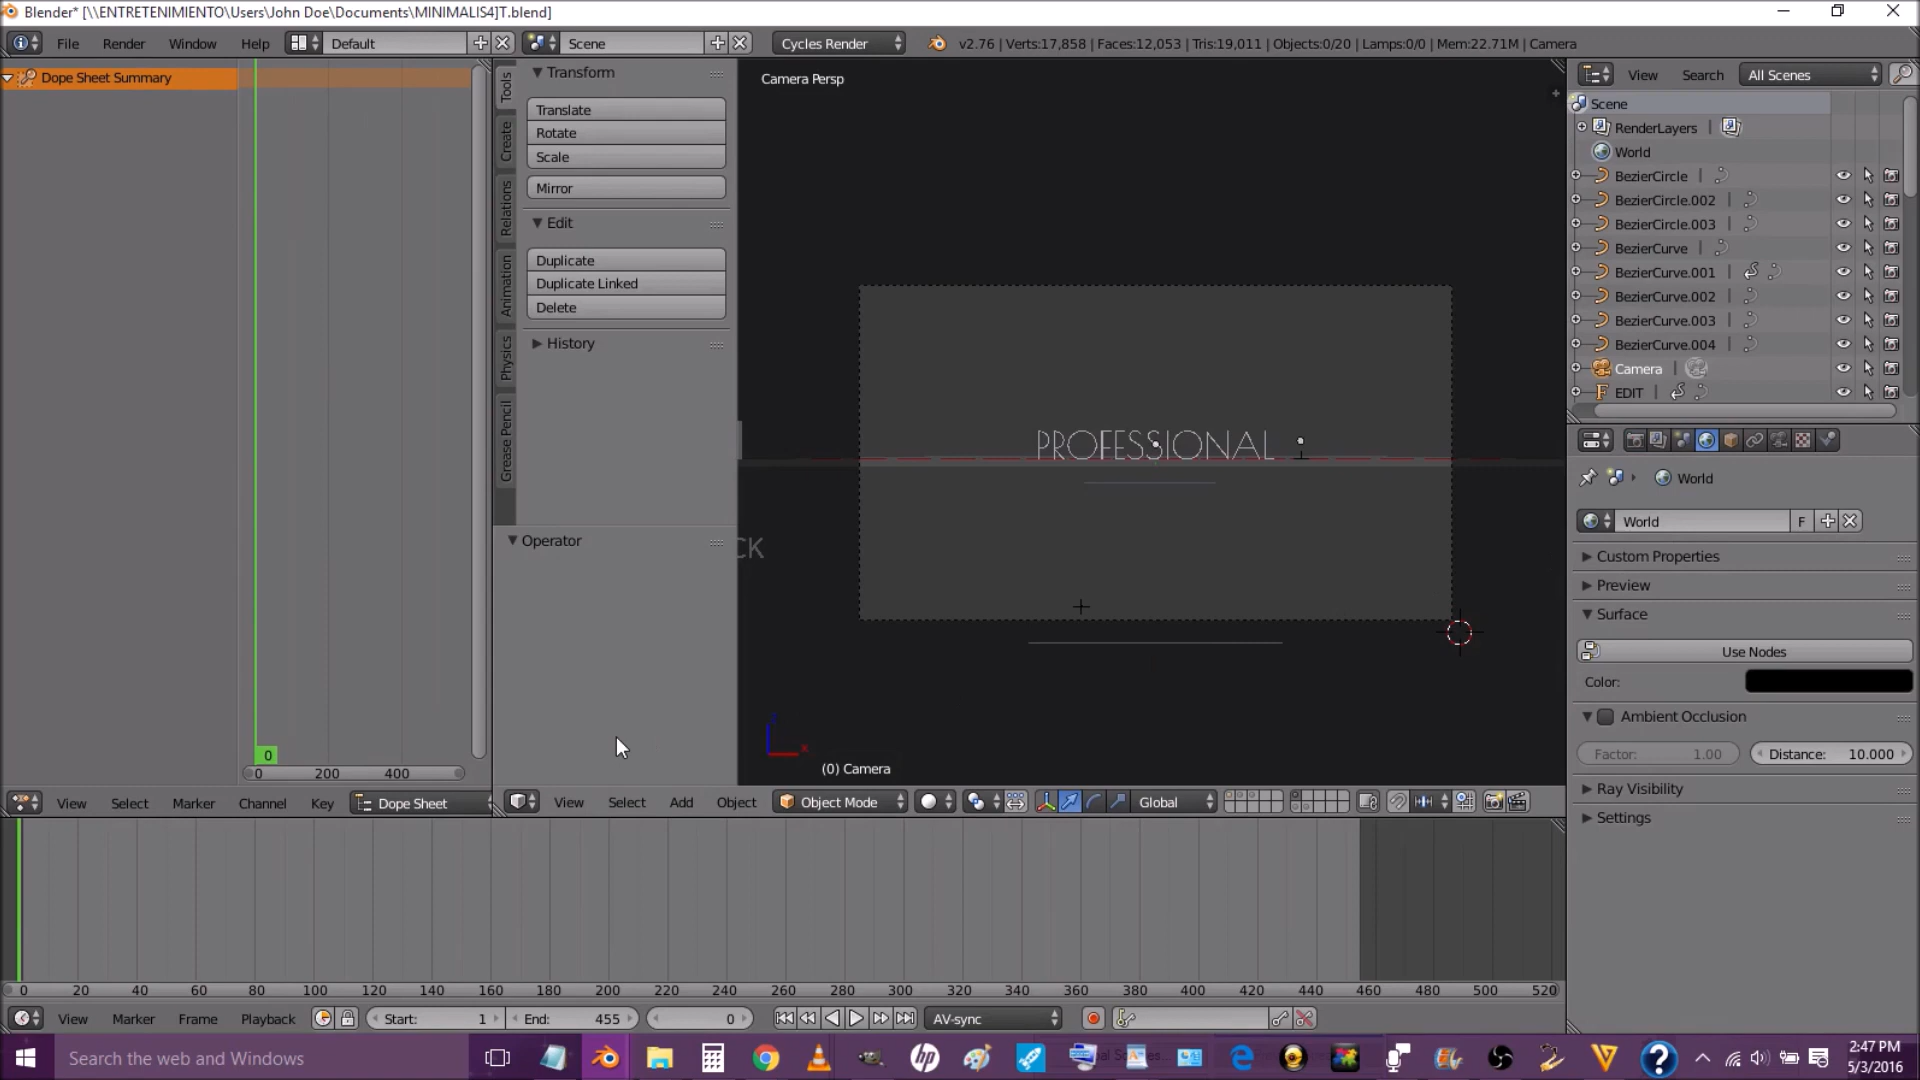 Blender* [\\ENTRETENIMIENTO\Users\John Doe\Documents\MINIMALIS4]T.blend]
File Render Window Help Default Scene Cycles Render v2.76 | Verts:17,858 | Faces:12,053 | Tris:19,011 | Objects:0/20 | Lamps:0/0 | Mem:22.71M | Camera
Dope Sheet Summary
0
0 200 400
View Select Marker Channel Key Dope Sheet
Tools
Create
Relations
Animation
Physics
Grease Pencil
Transform
Translate
Rotate
Scale
Mirror
Edit
Duplicate
Duplicate Linked
Delete
History
Operator
Camera Persp
PROFESSIONAL
CK
z
x
(0) Camera
View Select Add Object Object Mode Global
View Search All Scenes
Scene
RenderLayers |
World
BezierCircle |
BezierCircle.002 |
BezierCircle.003 |
BezierCurve |
BezierCurve.001 |
BezierCurve.002 |
BezierCurve.003 |
BezierCurve.004 |
Camera |
EDIT |
World
World F
Custom Properties
Preview
Surface
Use Nodes
Color:
Ambient Occlusion
Factor: 1.00 Distance: 10.000
Ray Visibility
Settings
0 20 40 60 80 100 120 140 160 180 200 220 240 260 280 300 320 340 360 380 400 420 440 460 480 500 520
View Marker Frame Playback Start: 1 End: 455 0 AV-sync
Search the web and Windows
2:47 PM
5/3/2016